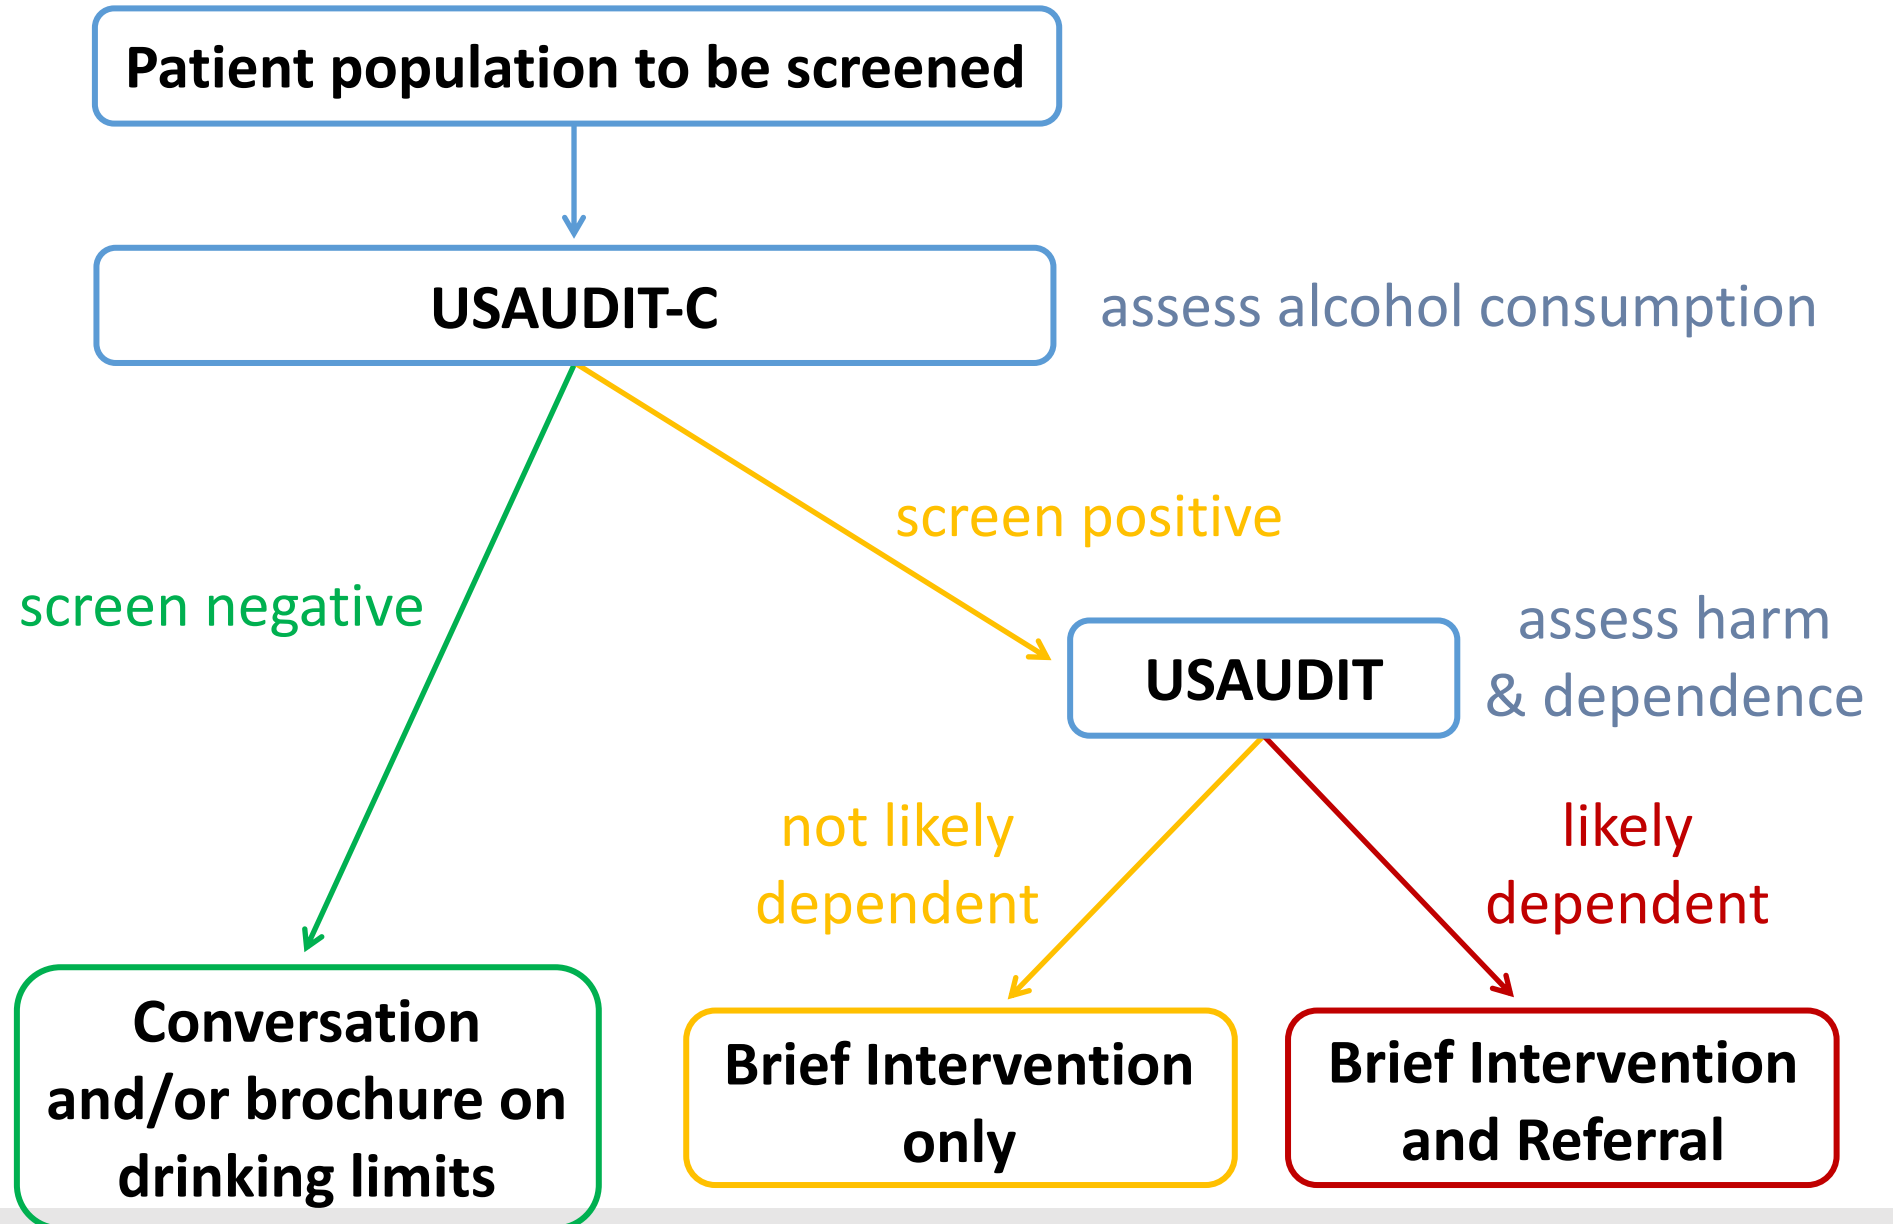 Patient population to be screened
USAUDIT-C
assess alcohol consumption
screen positive
screen negative
USAUDIT
assess harm
& dependence
not likely
dependent
likely
dependent
Conversation
and/or brochure on
drinking limits
Brief Intervention
only
Brief Intervention
and Referral